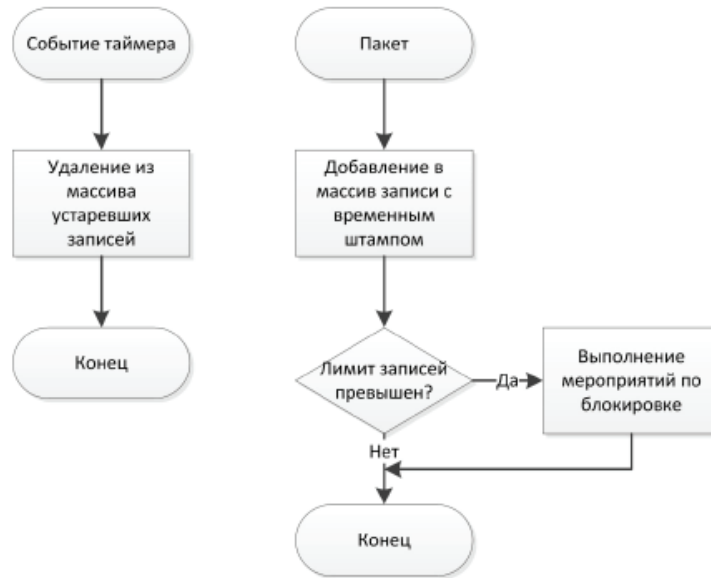 Событие таймера
Удаление из
массива
устаревших
записей
Конец
Пакет
Добавление в
массив записи с
временным
штампом
Лимит записей
превышен?
Да
Выполнение
мероприятий по
блокировке
Нет
Конец